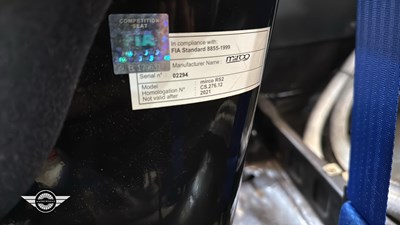 COMPETITION
SEAT
FIA
In compliance with:
FIA Standard 8855-1999
Manufacturer Name:
Serial n°: 02294
Model: mirco RS2
Homologation N° CS.276.12
Not valid after 2021